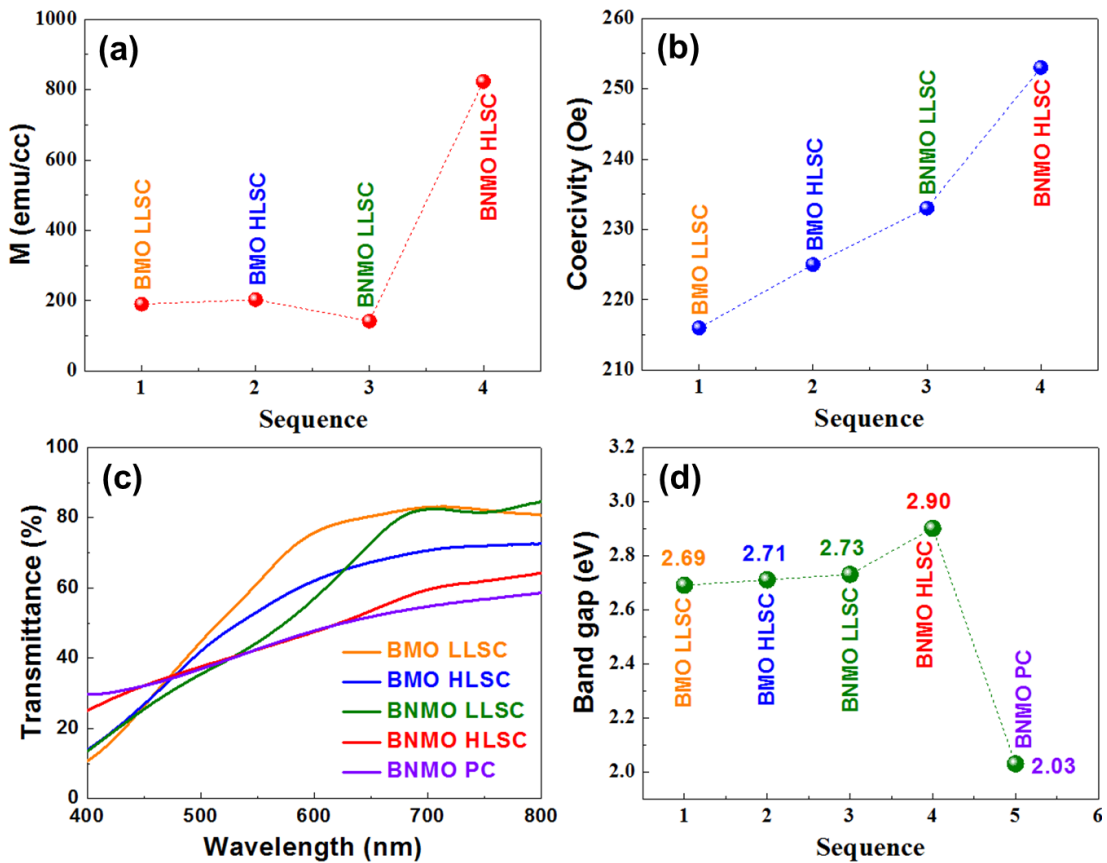 (a)
M (emu/cc)
1000
800
600
400
200
0
BMO LLSC
BMO HLSC
BNMO LLSC
BNMO HLSC
1 2 3 4
Sequence
(b)
Coercivity (Oe)
260
250
240
230
220
210
BMO LLSC
BMO HLSC
BNMO LLSC
BNMO HLSC
1 2 3 4
Sequence
(c)
Transmittance (%)
100
80
60
40
20
0
BMO LLSC
BMO HLSC
BNMO LLSC
BNMO HLSC
BNMO PC
400 500 600 700 800
Wavelength (nm)
(d)
Band gap (eV)
3.2
3.0
2.8
2.6
2.4
2.2
2.0
2.69
BMO LLSC
2.71
BMO HLSC
2.73
BNMO LLSC
2.90
BNMO HLSC
BNMO PC
2.03
1 2 3 4 5 6
Sequence